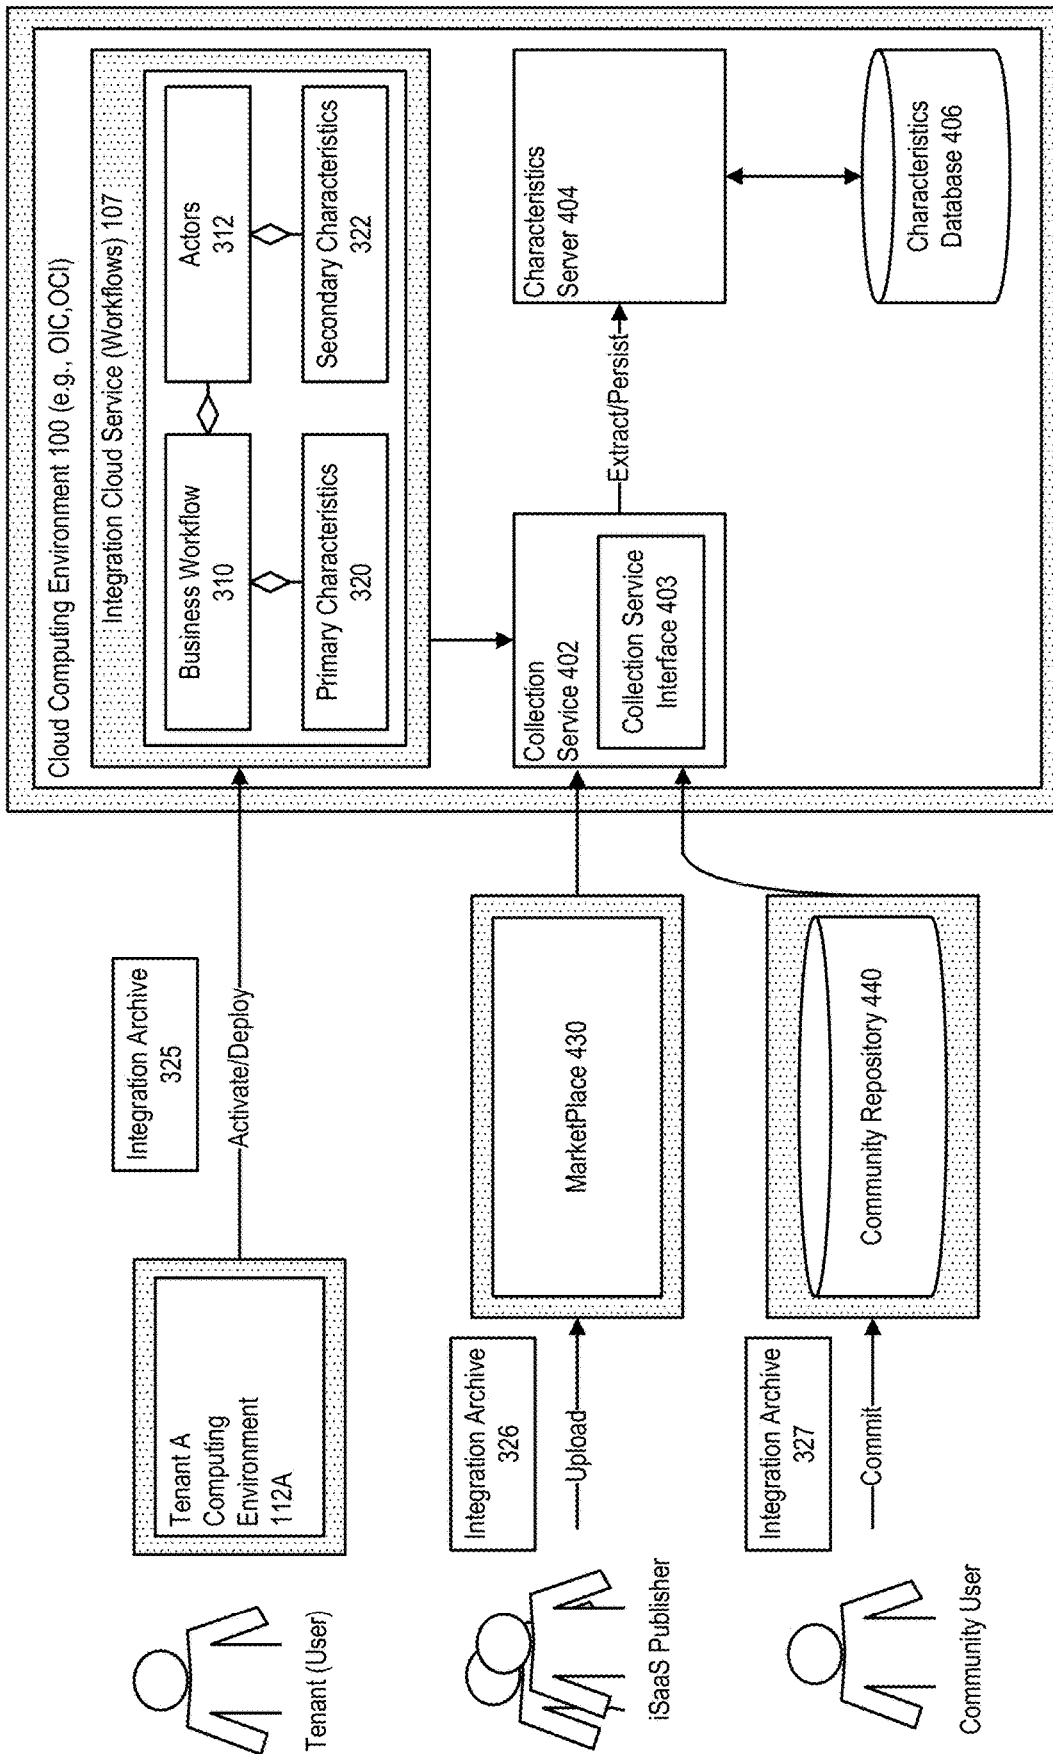 Tenant (User)
Tenant A
Computing
Environment
112A
Integration Archive
325
Activate/Deploy
Cloud Computing Environment 100 (e.g., OIC,OCI)
Integration Cloud Service (Workflows) 107
Business Workflow
310
Actors
312
Primary Characteristics
320
Secondary Characteristics
322
iSaaS Publisher
Integration Archive
326
Upload
MarketPlace 430
Collection
Service 402
Collection Service
Interface 403
Extract/Persist
Characteristics
Server 404
Characteristics
Database 406
Community User
Integration Archive
327
Commit
Community Repository 440